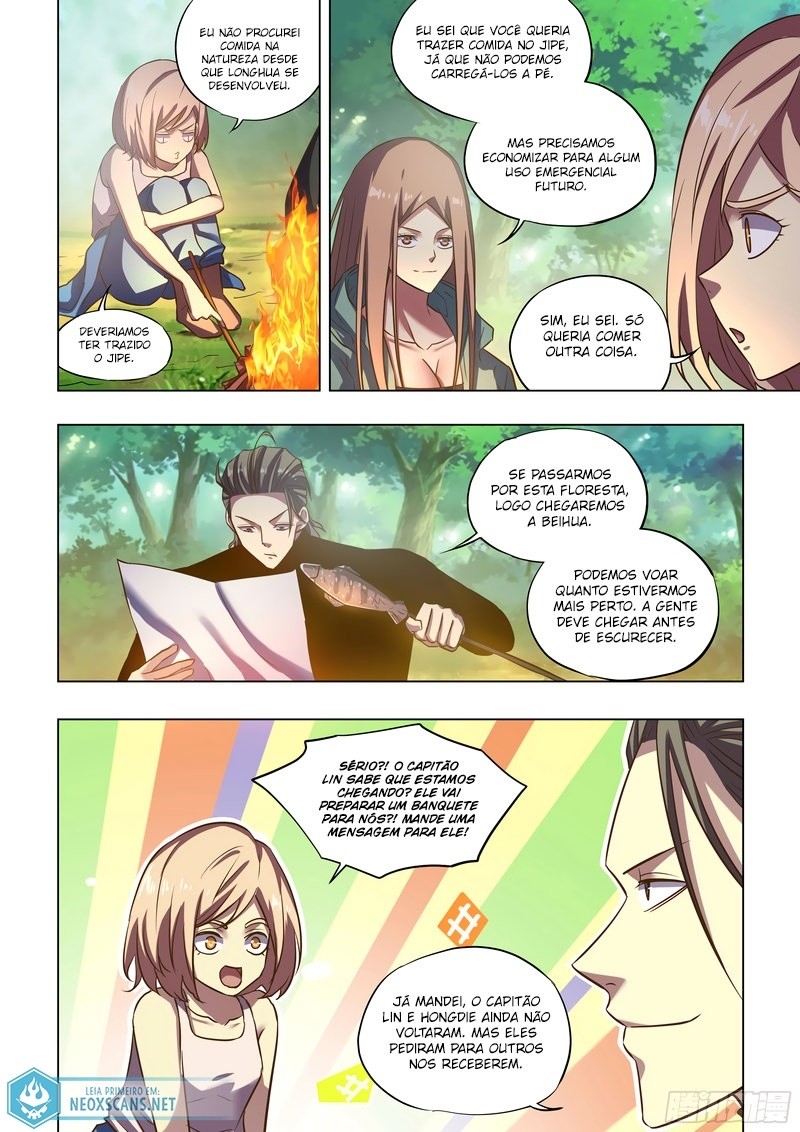 EU NÃO PROCUREI
COMIDA NA
NATUREZA DESDE
QUE LONGHUA SE
DESENVOLVEU.
DEVERIAMOS
TER TRAZIDO
O JIPE.
EU SEI QUE VOCÊ QUERIA
TRAZER COMIDA NO JIPE,
JÁ QUE NÃO PODEMOS
CARREGÁ-LOS A PÉ.
MAS PRECISAMOS
ECONOMIZAR PARA ALGUM
USO EMERGENCIAL
FUTURO.
SIM, EU SEI. SÓ
QUERIA COMER
OUTRA COISA.
SE PASSARMOS
POR ESTA FLORESTA,
LOGO CHEGAREMOS
A BEIHUA.
PODEMOS VOAR
QUANTO ESTIVERMOS
MAIS PERTO. A GENTE
DEVE CHEGAR ANTES
DE ESCURECER.
SÉRIO?! O CAPITÃO
LIN SABE QUE ESTAMOS
CHEGANDO? ELE VAI
PREPARAR UM BANQUETE
PARA NÓS?! MANDE UMA
MENSAGEM PARA ELE!
JÁ MANDEI, O CAPITÃO
LIN E HONGDIE AINDA NÃO
VOLTARAM. MAS ELES
PEDIRAM PARA OUTROS
NOS RECEBEREM.
LEIA PRIMEIRO EM:
NEOXSCANS.NET
腾讯动漫